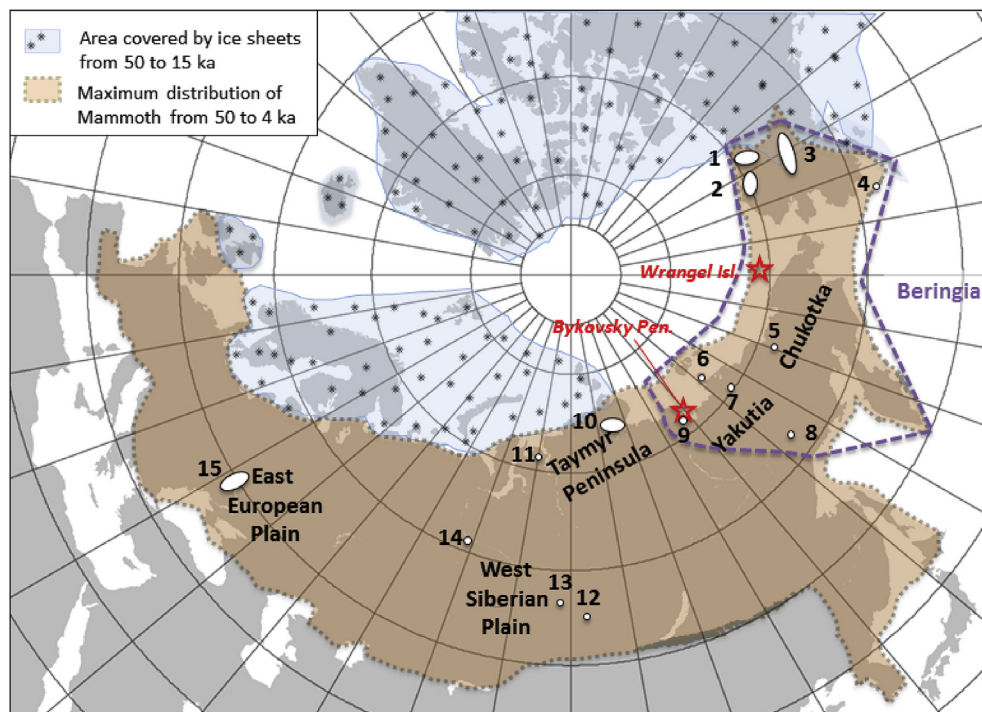 Area covered by ice sheets
from 50 to 15 ka
Maximum distribution of
Mammoth from 50 to 4 ka
1
2
3
4
Wrangel Isl.
Beringia
Bykovsky Pen.
Chukotka
5
6
7
Yakutia
8
9
10
Taymyr
Peninsula
11
15
East
European
Plain
14
West
Siberian
Plain
13
12